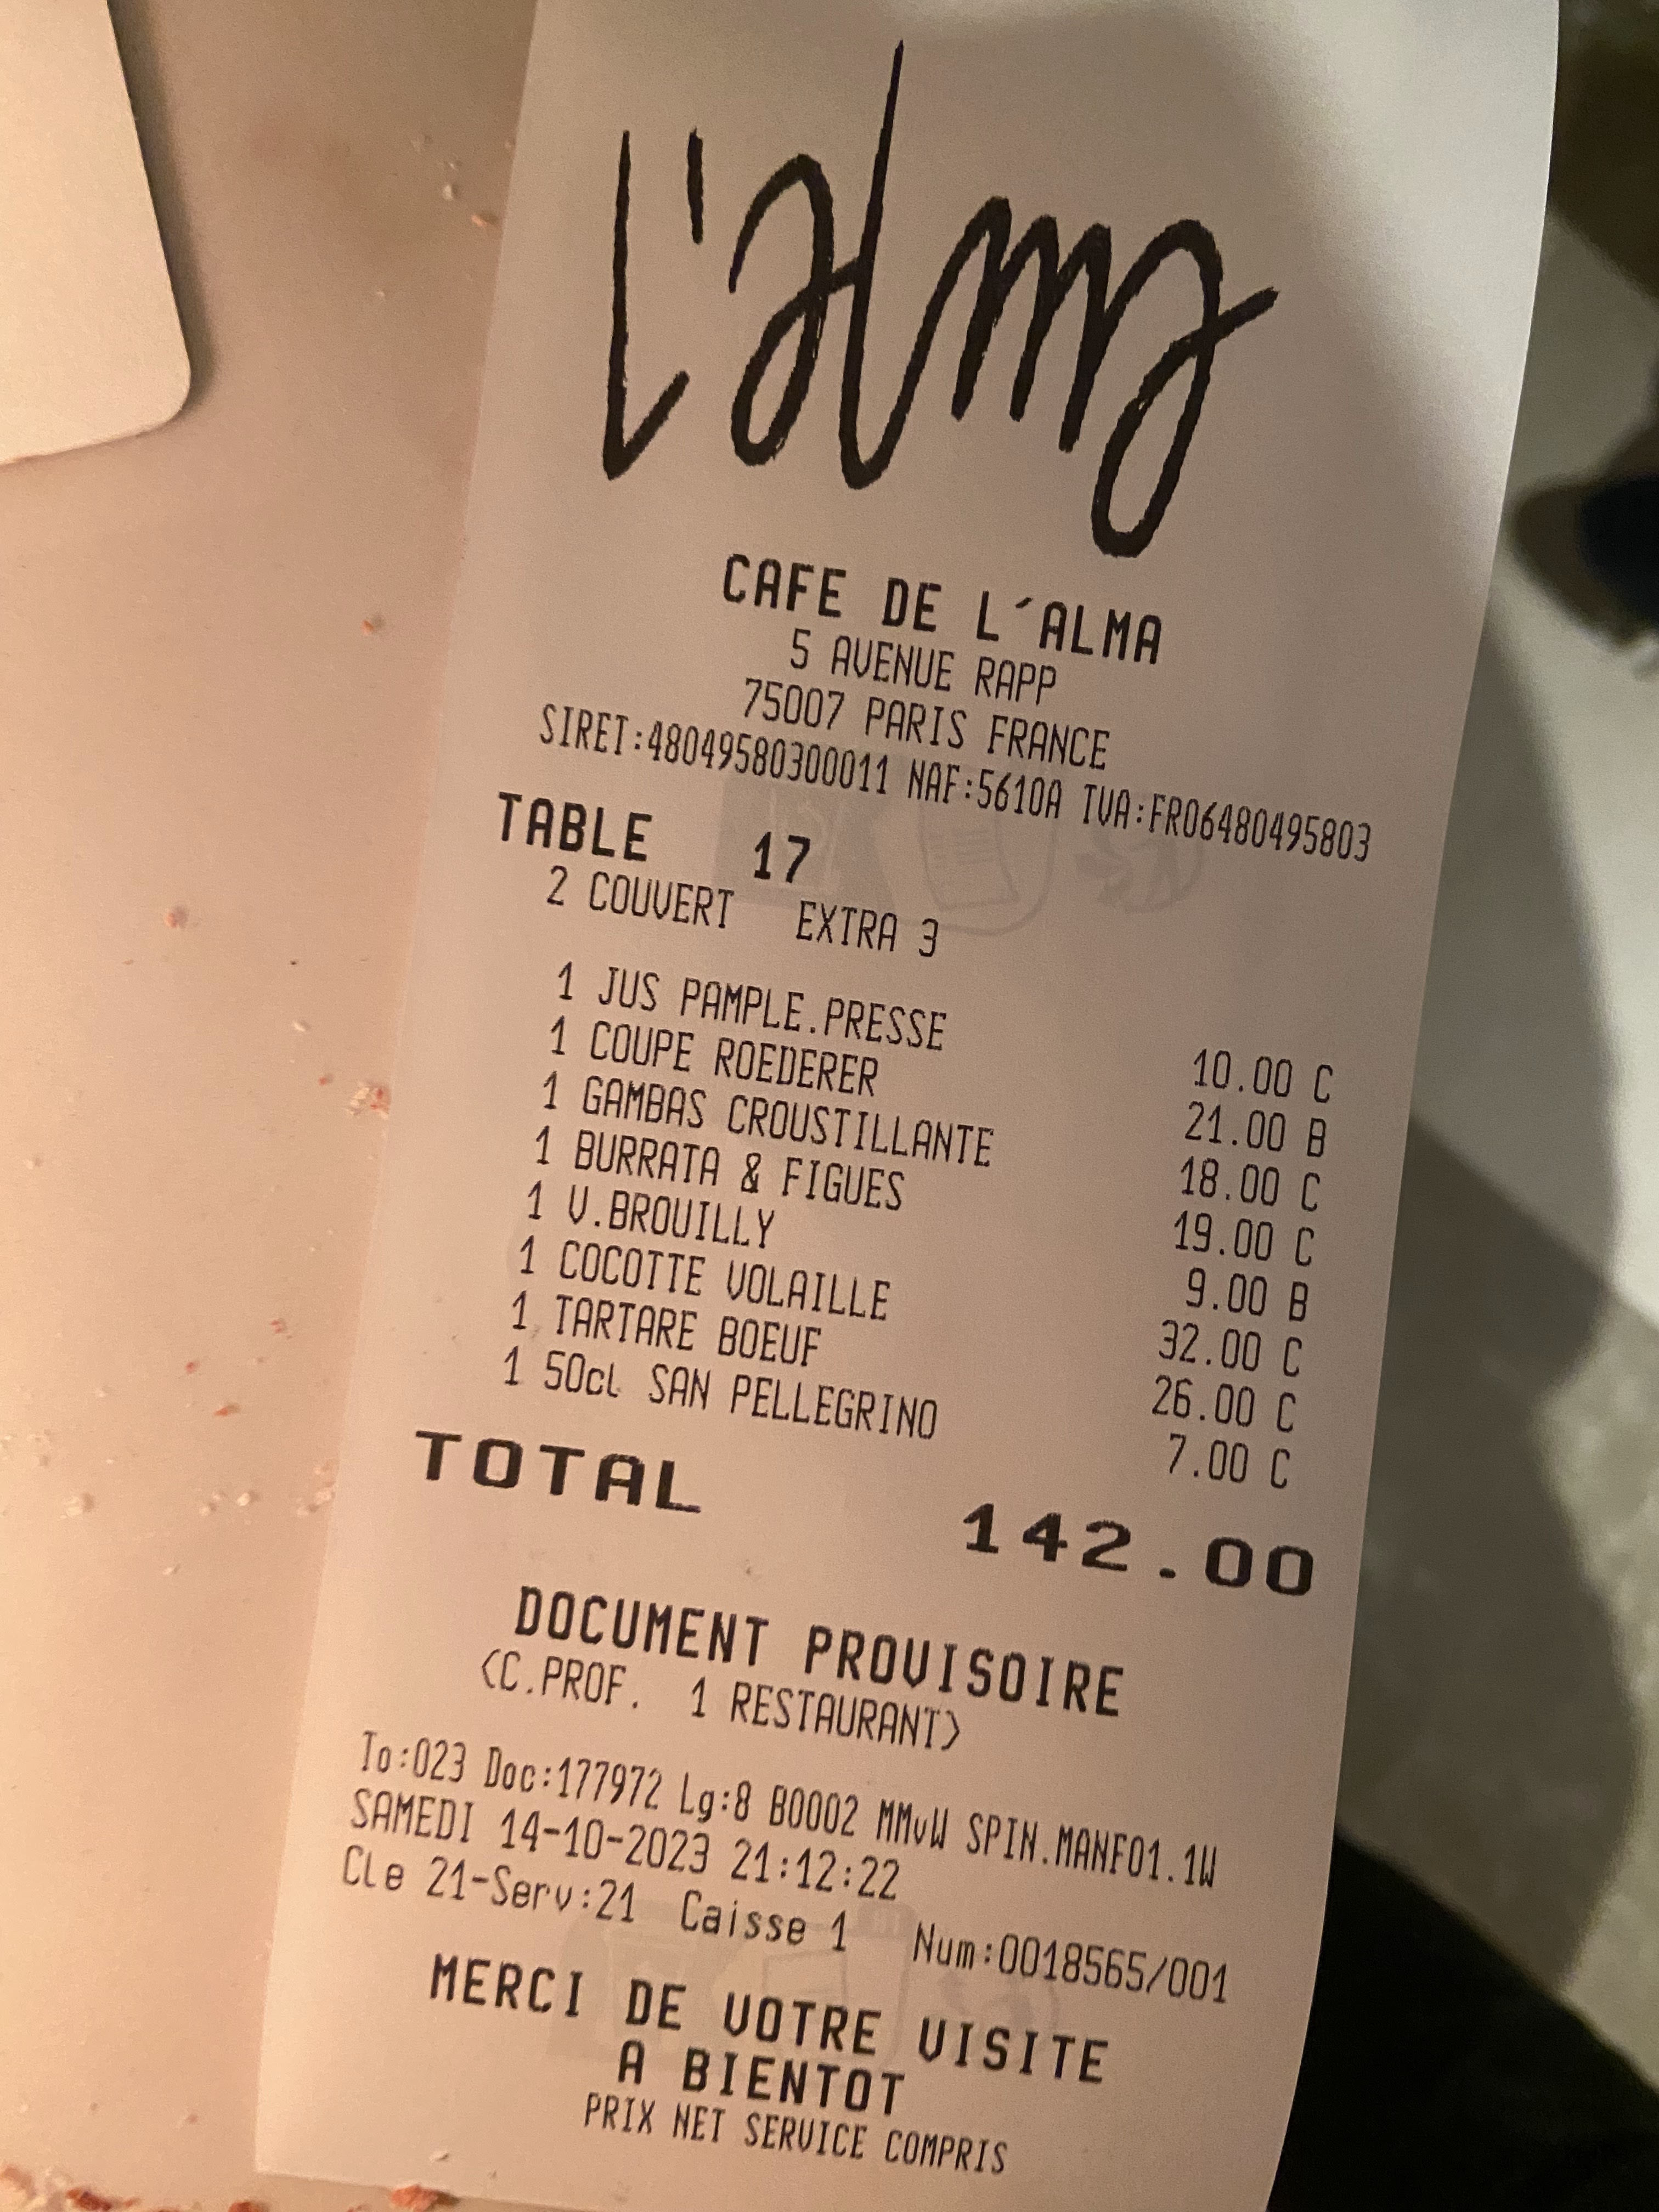 l'alma
CAFE DE L´ALMA
5 AVENUE RAPP
75007 PARIS FRANCE
SIRET:48049580300011 NAF:5610A TVA:FR06480495803
TABLE 17
2 COUVERT EXTRA 3
1 JUS PAMPLE.PRESSE 10.00 C
1 COUPE ROEDERER 21.00 B
1 GAMBAS CROUSTILLANTE 18.00 C
1 BURRATA & FIGUES 19.00 C
1 V.BROUILLY 9.00 B
1 COCOTTE VOLAILLE 32.00 C
1 TARTARE BOEUF 26.00 C
1 50cl SAN PELLEGRINO 7.00 C
TOTAL 142.00
DOCUMENT PROVISOIRE
<C.PROF. 1 RESTAURANT>
To:023 Doc:177972 Lg:8 B0002 MMvW SPIN.MANF01.1W
SAMEDI 14-10-2023 21:12:22
Cle 21-Serv:21 Caisse 1 Num:0018565/001
MERCI DE VOTRE VISITE
A BIENTOT
PRIX NET SERVICE COMPRIS